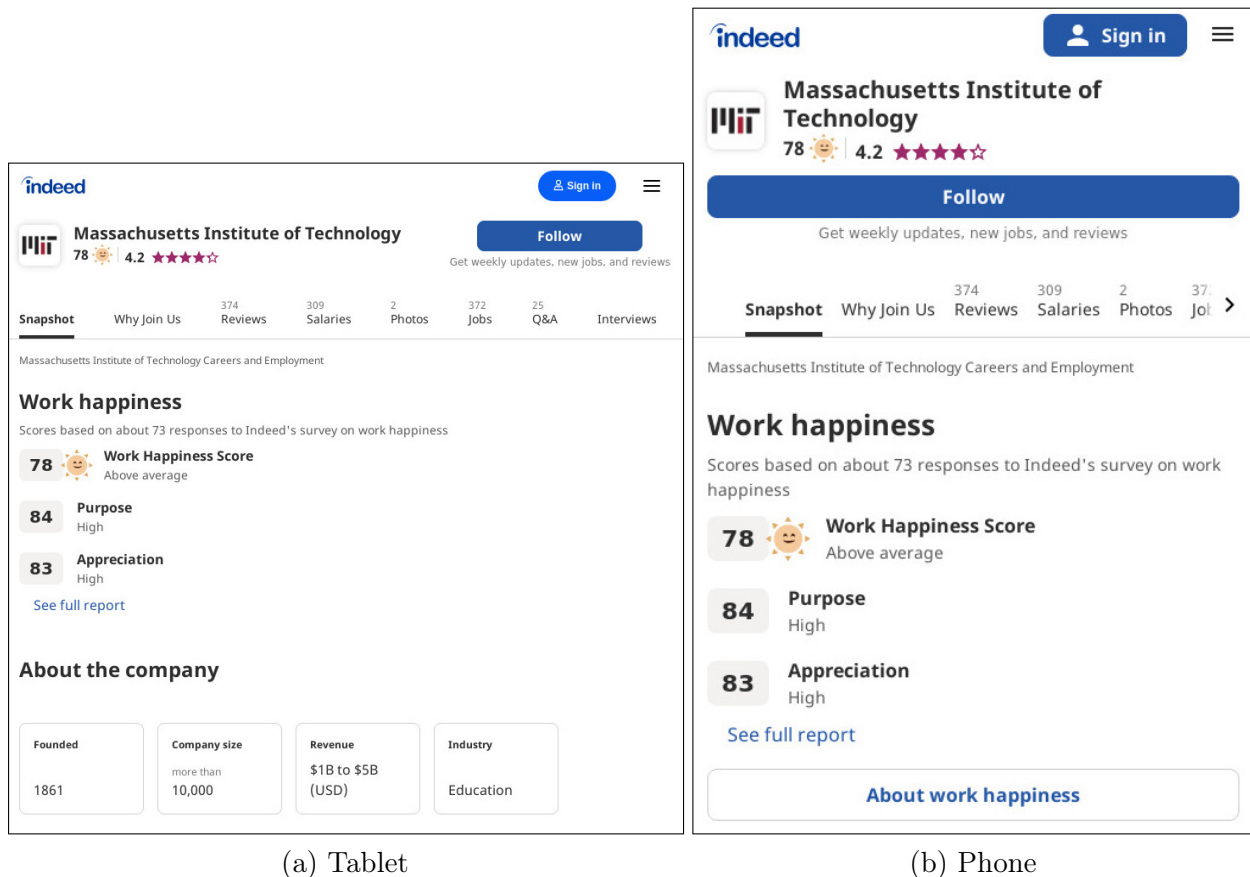 indeed
Sign in
Massachusetts Institute of Technology
78 4.2
Follow
Get weekly updates, new jobs, and reviews
Snapshot
Why Join Us
374
Reviews
309
Salaries
2
Photos
372
Jobs
25
Q&A
Interviews
Massachusetts Institute of Technology Careers and Employment
Work happiness
Scores based on about 73 responses to Indeed's survey on work happiness
78 Work Happiness Score
Above average
84 Purpose
High
83 Appreciation
High
See full report
About the company
Founded
1861
Company size
more than
10,000
Revenue
$1B to $5B
(USD)
Industry
Education
(a) Tablet
indeed
Sign in
MIT
Massachusetts Institute of
Technology
78 4.2
Follow
Get weekly updates, new jobs, and reviews
Snapshot
Why Join Us
374
Reviews
309
Salaries
2
Photos
Massachusetts Institute of Technology Careers and Employment
Work happiness
Scores based on about 73 responses to Indeed's survey on work
happiness
78 Work Happiness Score
Above average
84 Purpose
High
83 Appreciation
High
See full report
About work happiness
(b) Phone